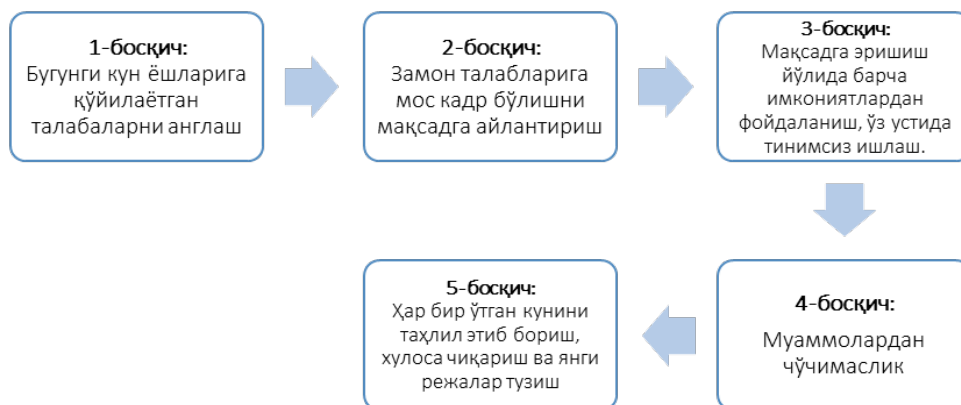 1-босқич:
Бугунги кун ёшларига
қўйилаётган
талабаларни англаш
2-босқич:
Замон талабларига
мос кадр бўлишни
мақсадга айлантириш
3-босқич:
Мақсадга эришиш
йўлида барча
имкониятлардан
фойдаланиш, ўз устида
тинимсиз ишлаш.
4-босқич:
Муаммолардан
чўчимаслик
5-босқич:
Ҳар бир ўтган кунини
таҳлил этиб бориш,
хулоса чиқариш ва янги
режалар тузиш